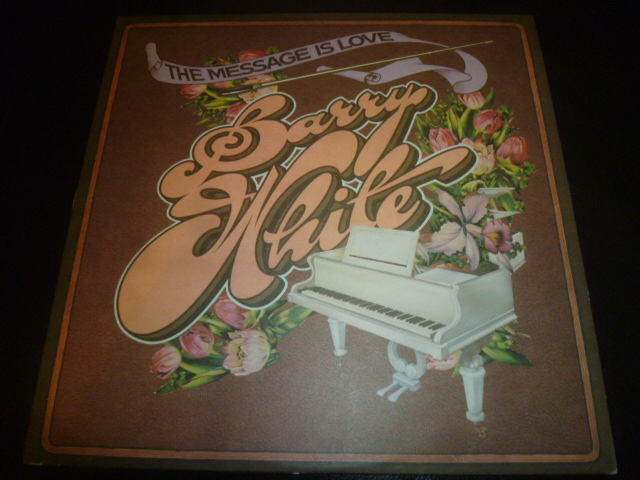 THE MESSAGE IS LOVE
Barry
White